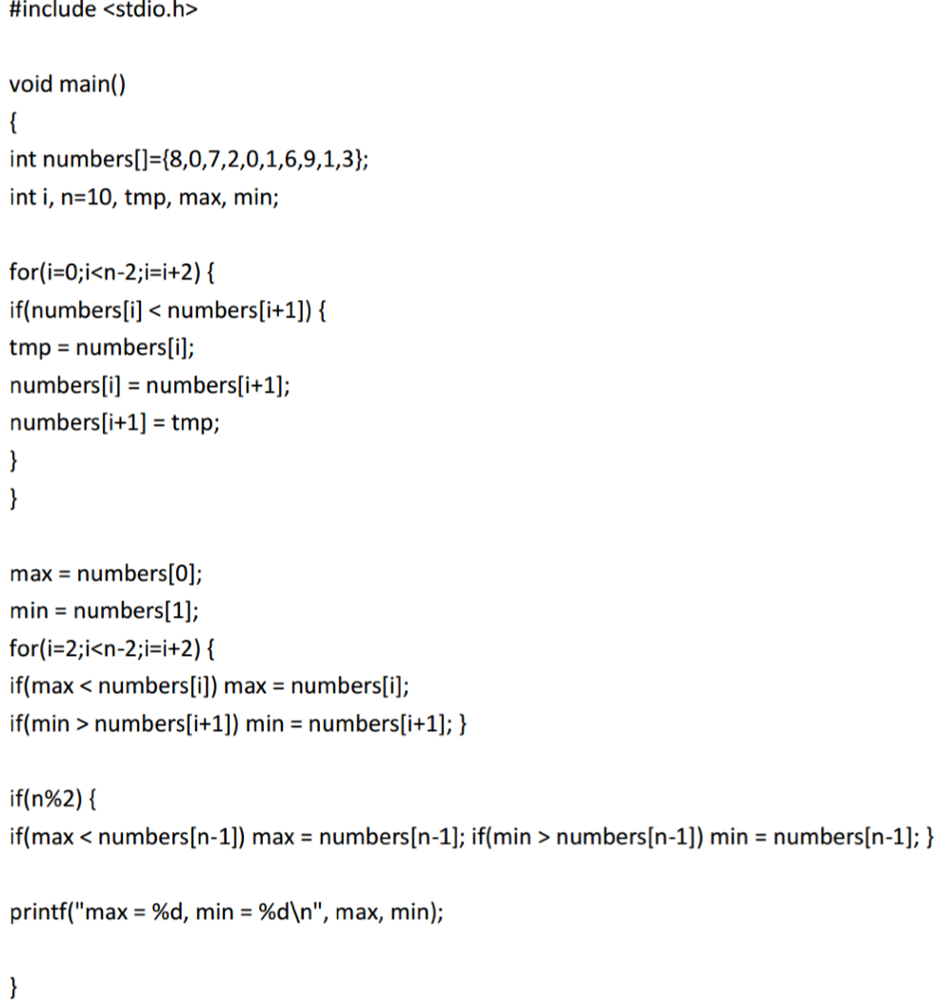 #include <stdio.h>
void main()
{
int numbers[]={8,0,7,2,0,1,6,9,1,3};
int i, n=10, tmp, max, min;
for(i=0;i<n-2;i=i+2) {
if(numbers[i] < numbers[i+1]) {
tmp = numbers[i];
numbers[i] = numbers[i+1];
numbers[i+1] = tmp;
}
}
max = numbers[0];
min = numbers[1];
for(i=2;i<n-2;i=i+2) {
if(max < numbers[i]) max = numbers[i];
if(min > numbers[i+1]) min = numbers[i+1]; }
if(n%2) {
if(max < numbers[n-1]) max = numbers[n-1]; if(min > numbers[n-1]) min = numbers[n-1]; }
printf("max = %d, min = %d\n", max, min);
}